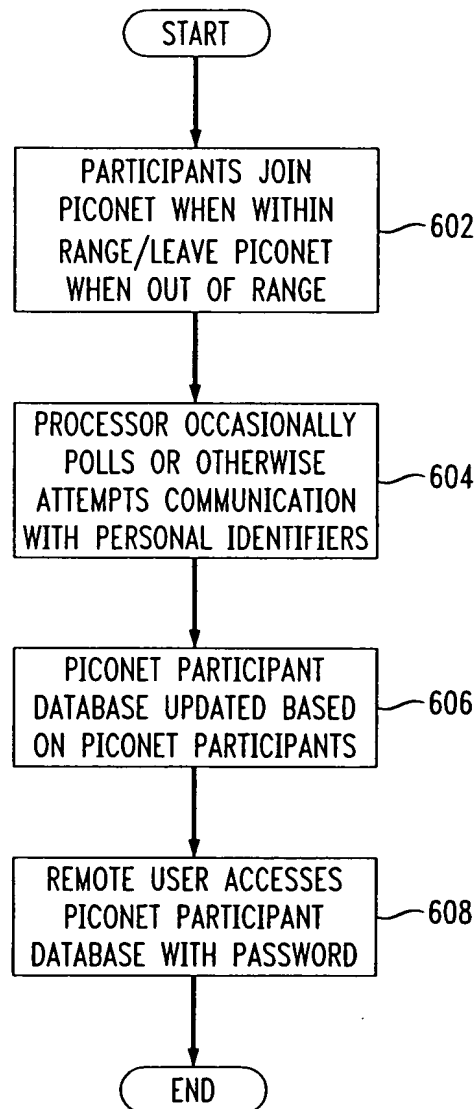 START
PARTICIPANTS JOIN
PICONET WHEN WITHIN
RANGE/LEAVE PICONET
WHEN OUT OF RANGE
602
PROCESSOR OCCASIONALLY
POLLS OR OTHERWISE
ATTEMPTS COMMUNICATION
WITH PERSONAL IDENTIFIERS
604
PICONET PARTICIPANT
DATABASE UPDATED BASED
ON PICONET PARTICIPANTS
606
REMOTE USER ACCESSES
PICONET PARTICIPANT
DATABASE WITH PASSWORD
608
END